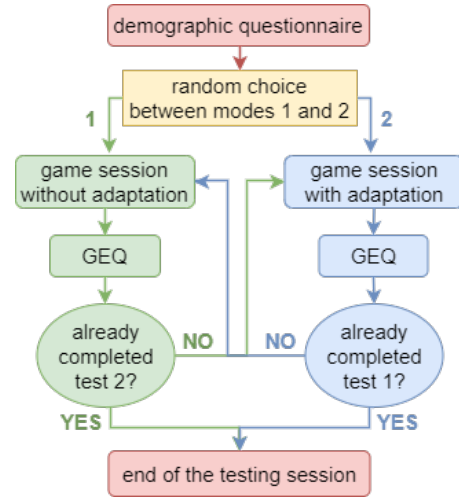 demographic questionnaire
random choice
between modes 1 and 2
1
2
game session
without adaptation
game session
with adaptation
GEQ
GEQ
already
completed
test 2?
NO
NO
already
completed
test 1?
YES
YES
end of the testing session